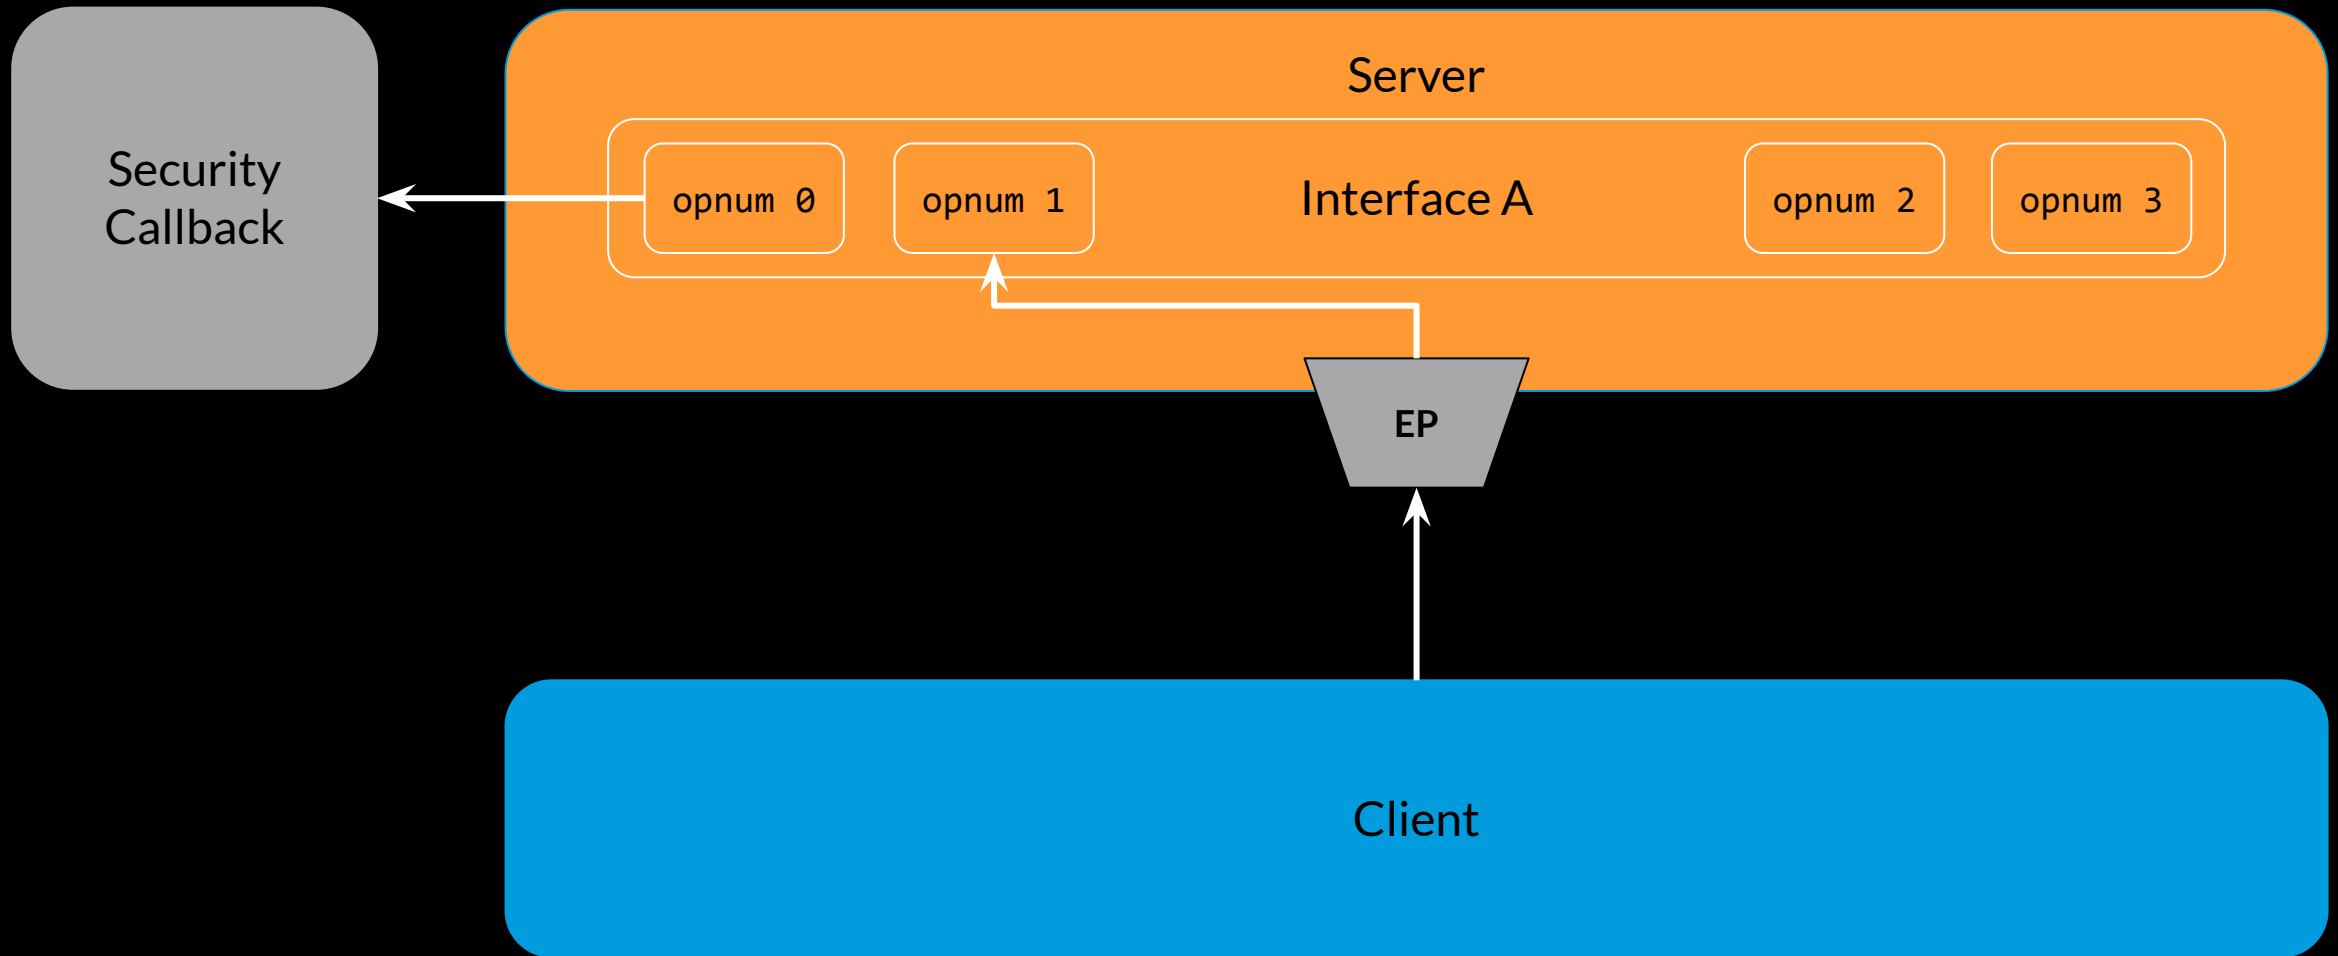 Security
Callback
Server
opnum 0
opnum 1
Interface A
opnum 2
opnum 3
EP
Client